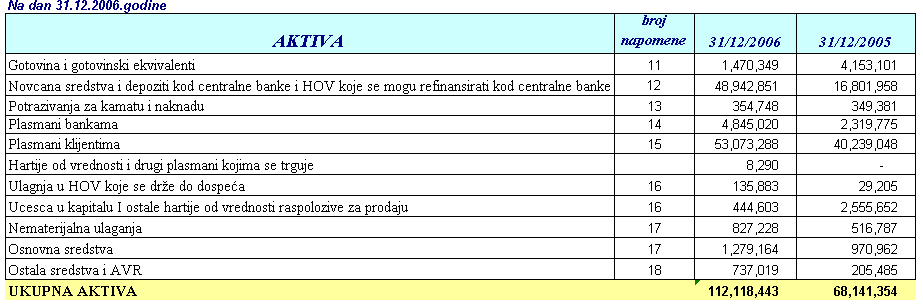 Na dan 31.12.2006.godine
AKTIVA broj napomene 31/12/2006 31/12/2005
Gotovina i gotovinski ekvivalenti 11 1,470,349 4,153,101
Novcana sredstva i depoziti kod centralne banke i HOV koje se mogu refinansirati kod centralne banke 12 48,942,851 16,801,958
Potrazivanja za kamatu i naknadu 13 354,748 349,381
Plasmani bankama 14 4,845,020 2,319,775
Plasmani klijentima 15 53,073,288 40,239,048
Hartije od vrednosti i drugi plasmani kojima se trguje 8,290 -
Ulagnja u HOV koje se drže do dospeća 16 135,883 29,205
Ucesca u kapitalu I ostale hartije od vrednosti raspolozive za prodaju 16 444,603 2,555,652
Nematerijalna ulaganja 17 827,228 516,787
Osnovna sredstva 17 1,279,164 970,962
Ostala sredstva i AVR 18 737,019 205,485
UKUPNA AKTIVA 112,118,443 68,141,354